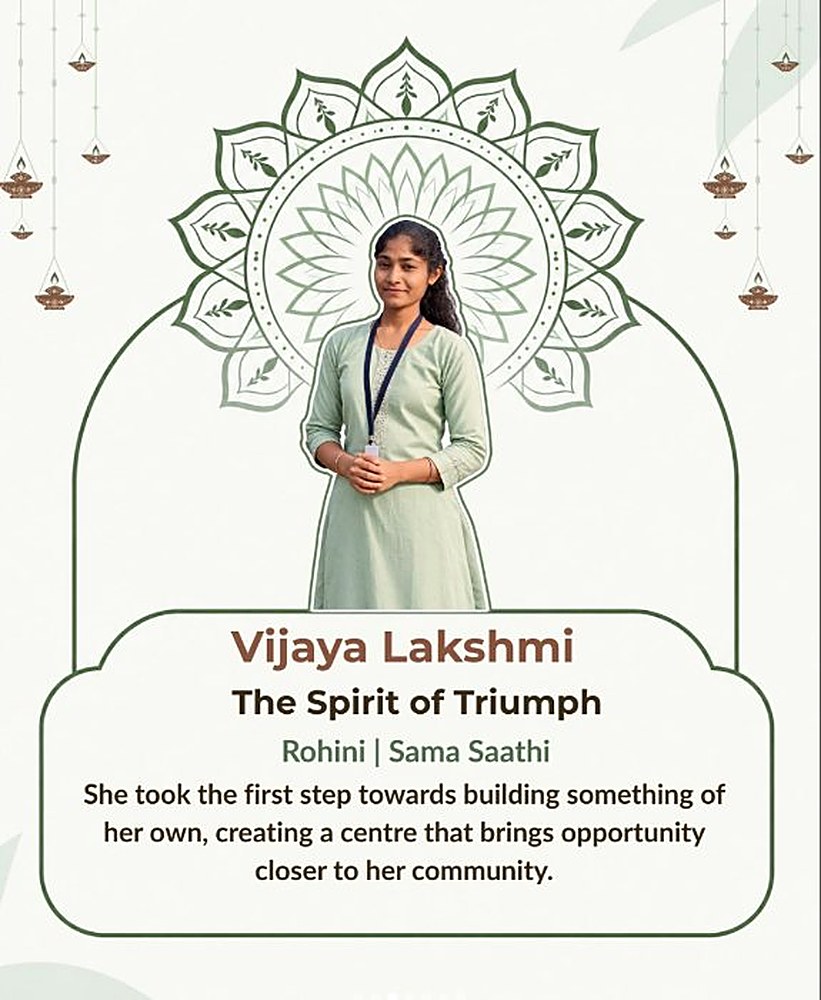 Vijaya Lakshmi
The Spirit of Triumph
Rohini | Sama Saathi
She took the first step towards building something of
her own, creating a centre that brings opportunity
closer to her community.